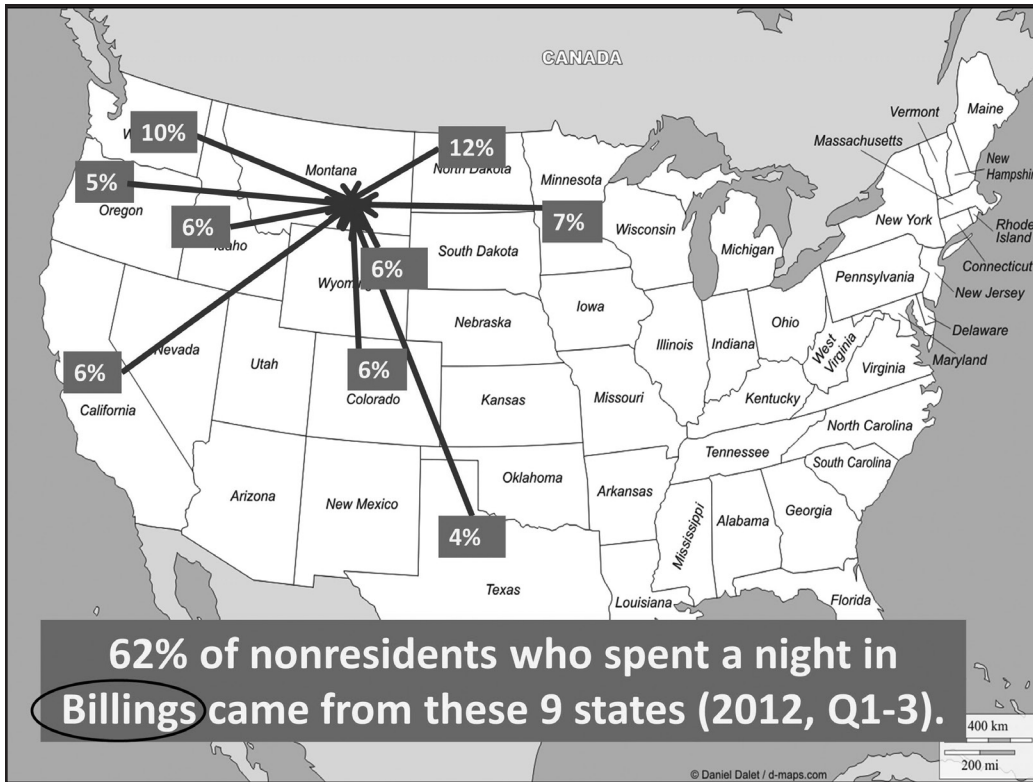 CANADA
Maine
Vermont
Massachusetts
10%
12%
W
North Dakota
Montana
Minnesota
New
Hampshire
5%
7%
Oregon
6%
Idaho
Wisconsin
Michigan
New York
Rhode
Island
South Dakota
6%
Wyoming
Connecticut
Pennsylvania
New Jersey
Iowa
Nebraska
Ohio
Delaware
Illinois
Indiana
West
Virginia
Maryland
Nevada
Utah
6%
6%
Virginia
California
Colorado
Kansas
Missouri
Kentucky
North Carolina
Tennessee
South Carolina
Oklahoma
Arkansas
Arizona
New Mexico
Mississippi
Alabama
Georgia
4%
Texas
Louisiana
Florida
62% of nonresidents who spent a night in
Billings came from these 9 states (2012, Q1-3).
400 km
200 mi
© Daniel Dalet / d-maps.com